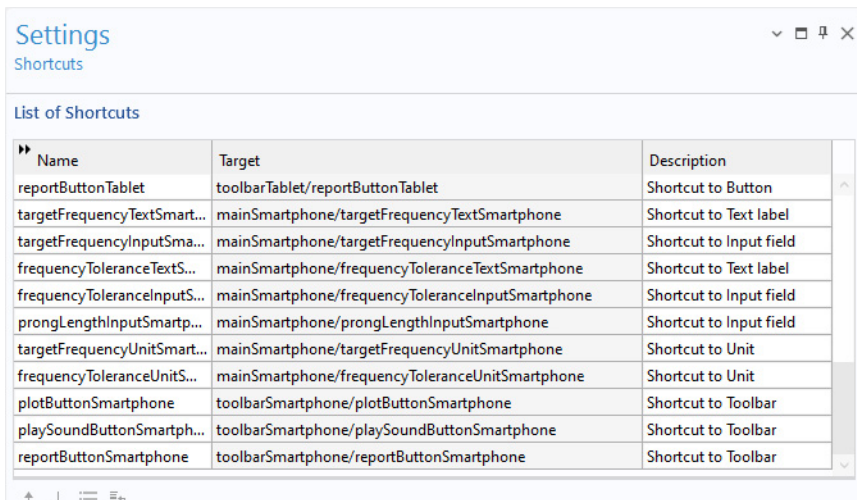 Settings
Shortcuts
List of Shortcuts
Name Target Description
reportButtonTablet toolbarTablet/reportButtonTablet Shortcut to Button
targetFrequencyTextSmart... mainSmartphone/targetFrequencyTextSmartphone Shortcut to Text label
targetFrequencyInputSma... mainSmartphone/targetFrequencyInputSmartphone Shortcut to Input field
frequencyToleranceTextS... mainSmartphone/frequencyToleranceTextSmartphone Shortcut to Text label
frequencyToleranceInputS... mainSmartphone/frequencyToleranceInputSmartphone Shortcut to Input field
prongLengthInputSmartp... mainSmartphone/prongLengthInputSmartphone Shortcut to Input field
targetFrequencyUnitSmart... mainSmartphone/targetFrequencyUnitSmartphone Shortcut to Unit
frequencyToleranceUnitS... mainSmartphone/frequencyToleranceUnitSmartphone Shortcut to Unit
plotButtonSmartphone toolbarSmartphone/plotButtonSmartphone Shortcut to Toolbar
playSoundButtonSmartph... toolbarSmartphone/playSoundButtonSmartphone Shortcut to Toolbar
reportButtonSmartphone toolbarSmartphone/reportButtonSmartphone Shortcut to Toolbar